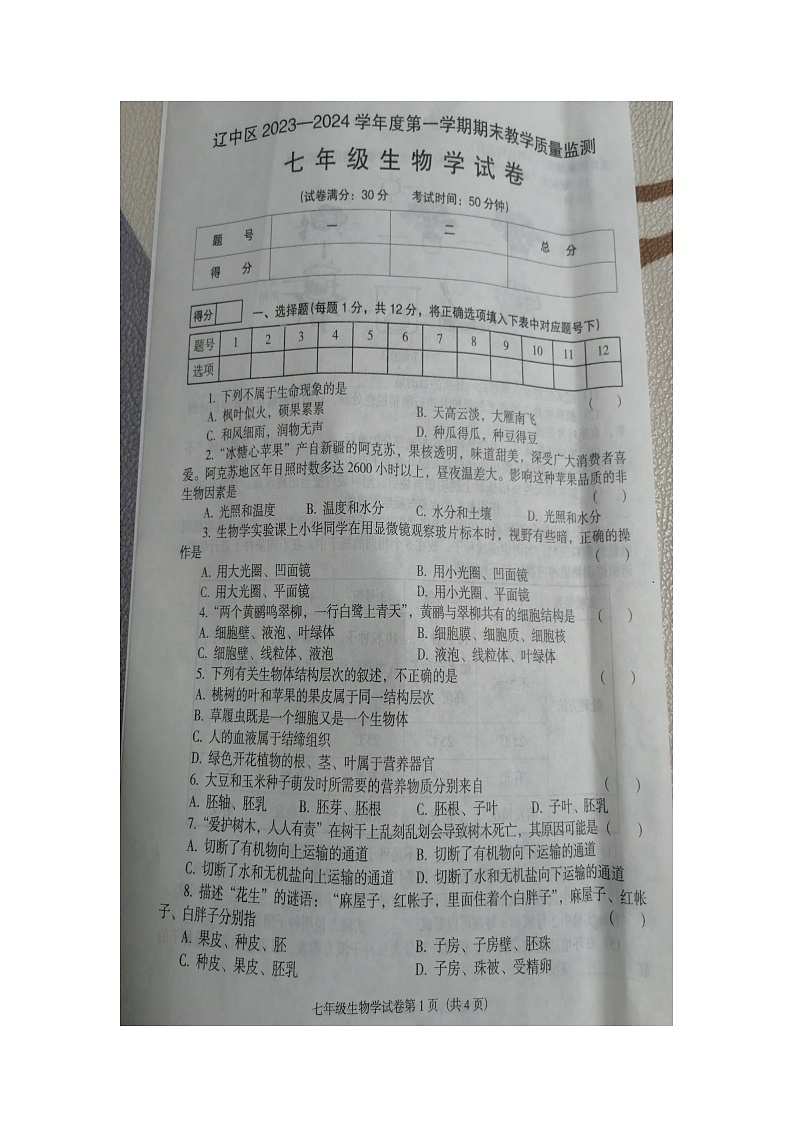 辽中区2023—2024学年度第一学期期末教学质量监测
七年级生物学试卷
(试卷满分：30分 考试时间：50分钟)
题 号 一 二 总 分
得 分
得分
一、选择题(每题1分，共12分，将正确选项填入下表中对应题号下)
题号 1 2 3 4 5 6 7 8 9 10 11 12
选项
1. 下列不属于生命现象的是 ( )
A. 枫叶似火，硕果累累 B. 天高云淡，大雁南飞
C. 和风细雨，润物无声 D. 种瓜得瓜，种豆得豆
2. “冰糖心苹果”产自新疆的阿克苏，果核透明，味道甜美，深受广大消费者喜
爱。阿克苏地区年日照时数多达2600小时以上，昼夜温差大。影响这种苹果品质的非
生物因素是 ( )
A. 光照和温度 B. 温度和水分 C. 水分和土壤 D. 光照和水分
3. 生物学实验课上小华同学在用显微镜观察玻片标本时，视野有些暗，正确的操
作是 ( )
A. 用大光圈、凹面镜 B. 用小光圈、凹面镜
C. 用大光圈、平面镜 D. 用小光圈、平面镜
4. “两个黄鹂鸣翠柳，一行白鹭上青天”，黄鹂与翠柳共有的细胞结构是 ( )
A. 细胞壁、液泡、叶绿体 B. 细胞膜、细胞质、细胞核
C. 细胞壁、线粒体、液泡 D. 液泡、线粒体、叶绿体
5. 下列有关生物体结构层次的叙述，不正确的是 ( )
A. 桃树的叶和苹果的果皮属于同一结构层次
B. 草履虫既是一个细胞又是一个生物体
C. 人的血液属于结缔组织
D. 绿色开花植物的根、茎、叶属于营养器官
6. 大豆和玉米种子萌发时所需要的营养物质分别来自 ( )
A. 胚轴、胚乳 B. 胚芽、胚根 C. 胚根、子叶 D. 子叶、胚乳
7. “爱护树木，人人有责”在树干上乱刻乱划会导致树木死亡，其原因可能是 ( )
A. 切断了有机物向上运输的通道 B. 切断了有机物向下运输的通道
C. 切断了水和无机盐向上运输的通道 D. 切断了水和无机盐向下运输的通道
8. 描述“花生”的谜语：“麻屋子，红帐子，里面住着个白胖子”，麻屋子、红帐
子、白胖子分别指 ( )
A. 果皮、种皮、胚 B. 子房、子房壁、胚珠
C. 种皮、果皮、胚乳 D. 子房、珠被、受精卵
七年级生物学试卷第1页（共4页）